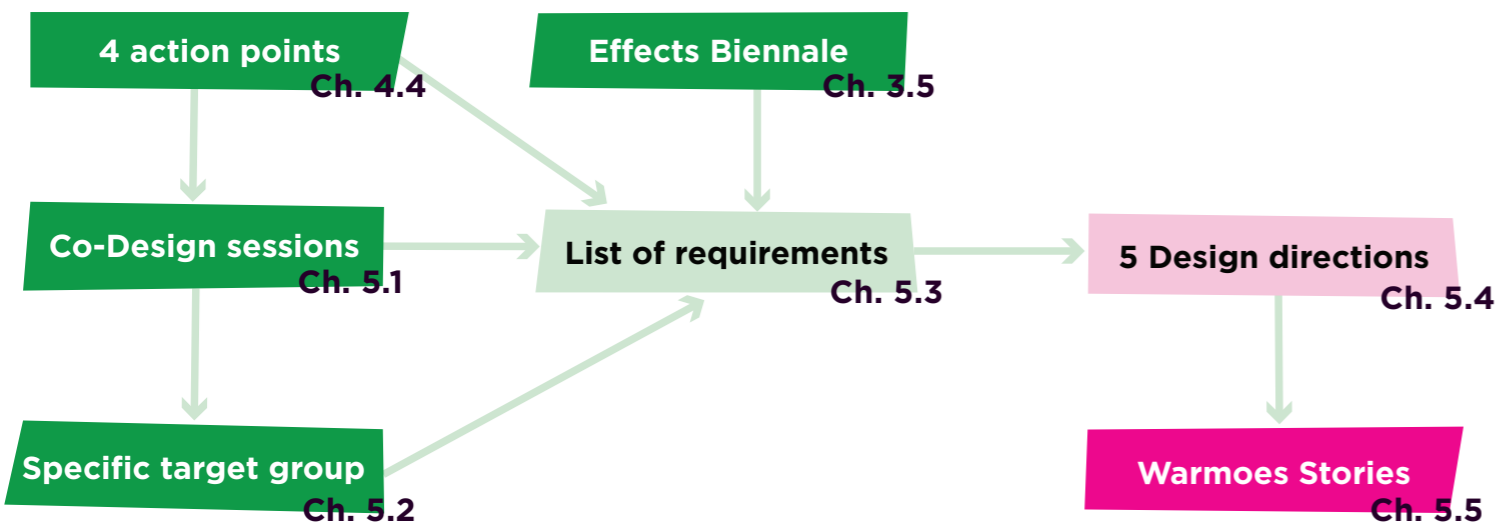 4 action points
Ch. 4.4
Effects Biennale
Ch. 3.5
Co-Design sessions
Ch. 5.1
List of requirements
Ch. 5.3
5 Design directions
Ch. 5.4
Specific target group
Ch. 5.2
Warmoes Stories
Ch. 5.5